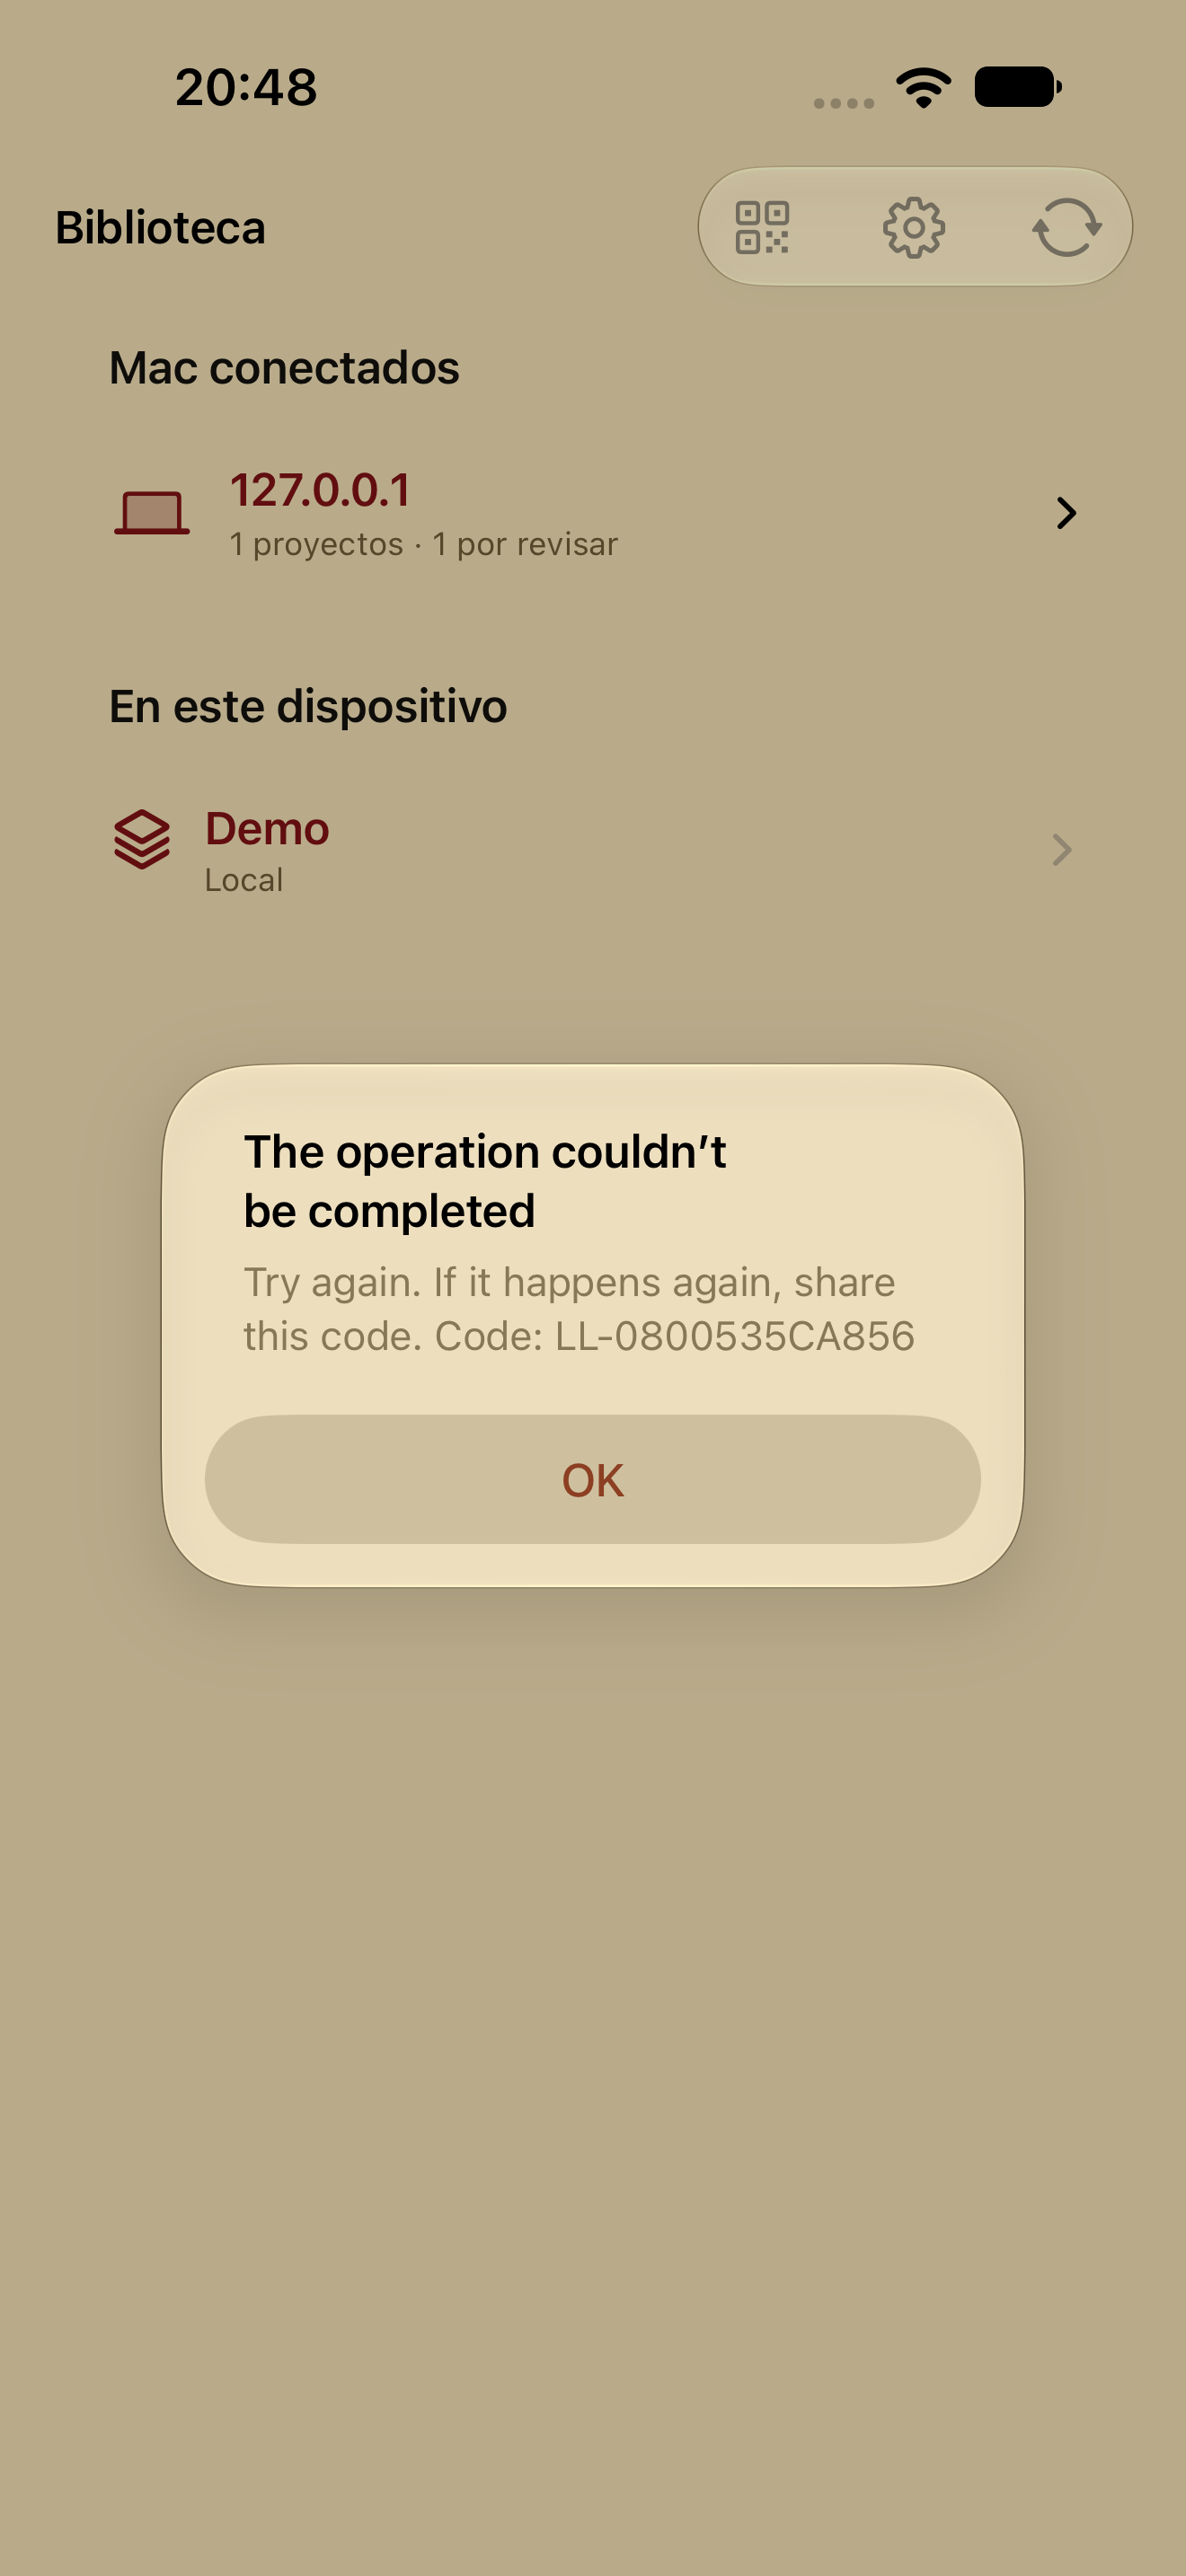 20:48
Biblioteca
Mac conectados
127.0.0.1
1 proyectos · 1 por revisar
En este dispositivo
Demo
Local
The operation couldn’t
be completed
Try again. If it happens again, share
this code. Code: LL-0800535CA856
OK